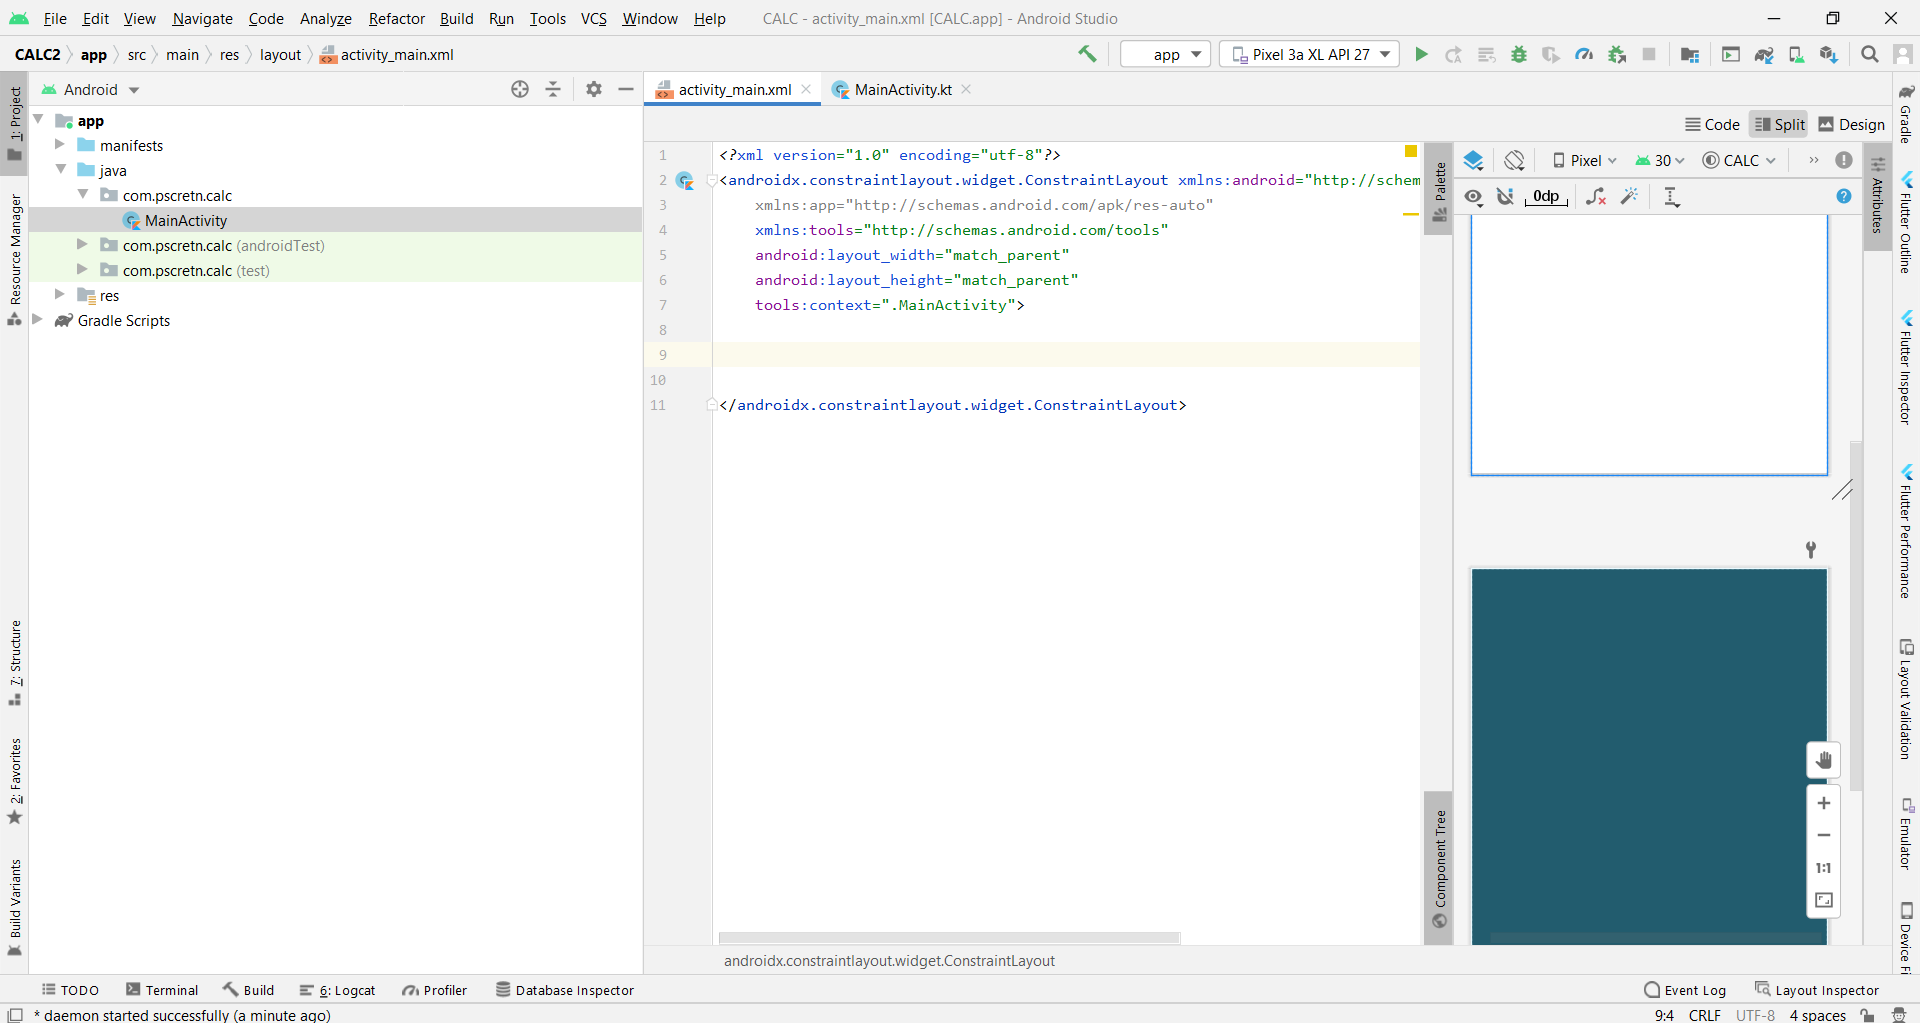 File Edit View Navigate Code Analyze Refactor Build Run Tools VCS Window Help CALC - activity_main.xml [CALC.app] - Android Studio
CALC2 app src main res layout activity_main.xml app Pixel 3a XL API 27
Android activity_main.xml MainActivity.kt
Code Split Design
app
manifests
java
com.pscretn.calc
MainActivity
com.pscretn.calc (androidTest)
com.pscretn.calc (test)
res
Gradle Scripts
1: Project
Resource Manager
7: Structure
2: Favorites
Build Variants
1 <?xml version="1.0" encoding="utf-8"?>
2 <androidx.constraintlayout.widget.ConstraintLayout xmlns:android="http://schem
3 xmlns:app="http://schemas.android.com/apk/res-auto"
4 xmlns:tools="http://schemas.android.com/tools"
5 android:layout_width="match_parent"
6 android:layout_height="match_parent"
7 tools:context=".MainActivity">
8
9
10
11 </androidx.constraintlayout.widget.ConstraintLayout>
Palette
Component Tree
Pixel 30 CALC »
0dp ?
1:1
Attributes
Gradle
Flutter Outline
Flutter Inspector
Flutter Performance
Layout Validation
Emulator
Device Fi
androidx.constraintlayout.widget.ConstraintLayout
TODO Terminal Build 6: Logcat Profiler Database Inspector Event Log Layout Inspector
* daemon started successfully (a minute ago) 9:4 CRLF UTF-8 4 spaces